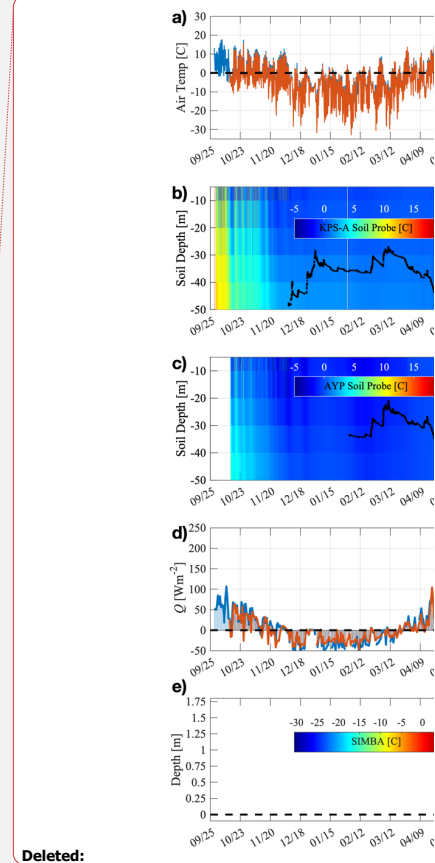 a)
30
20
10
0
-10
-20
-30
Air Temp [C]
09/25 10/23 11/20 12/18 01/15 02/12 03/12 04/09
b)
-10
-20
-30
-40
-50
Soil Depth [m]
-5 0 5 10 15
KPS-A Soil Probe [C]
09/25 10/23 11/20 12/18 01/15 02/12 03/12 04/09
c)
-10
-20
-30
-40
-50
Soil Depth [m]
-5 0 5 10 15
AYP Soil Probe [C]
09/25 10/23 11/20 12/18 01/15 02/12 03/12 04/09
d)
250
200
150
100
50
0
-50
Q [Wm-2]
09/25 10/23 11/20 12/18 01/15 02/12 03/12 04/09
e)
1.75
1.5
1.25
1
0.75
0.5
0.25
0
Depth [m]
-30 -25 -20 -15 -10 -5 0
SIMBA [C]
09/25 10/23 11/20 12/18 01/15 02/12 03/12 04/09
Deleted: